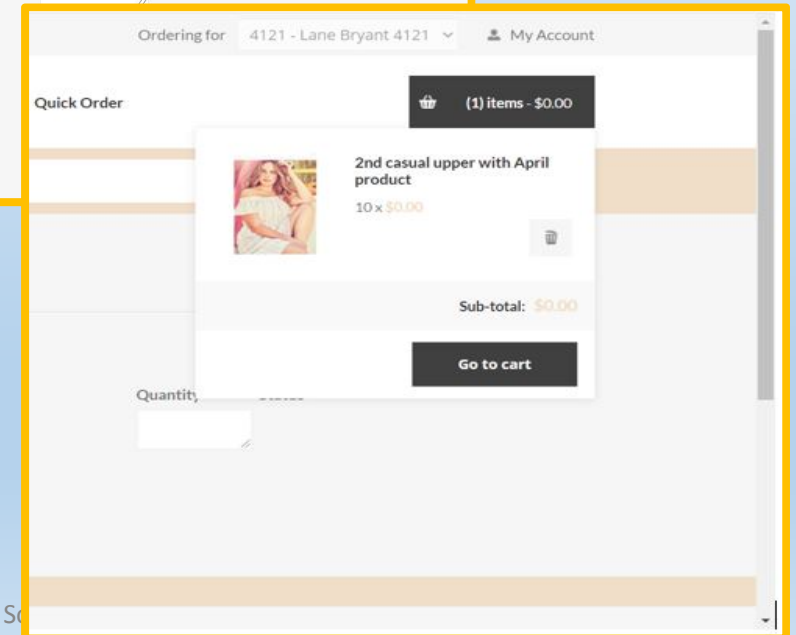 Ordering for 4121 - Lane Bryant 4121 My Account
Quick Order (1) items - $0.00
2nd casual upper with April
product
10 x $0.00
Sub-total: $0.00
Go to cart
Quantity